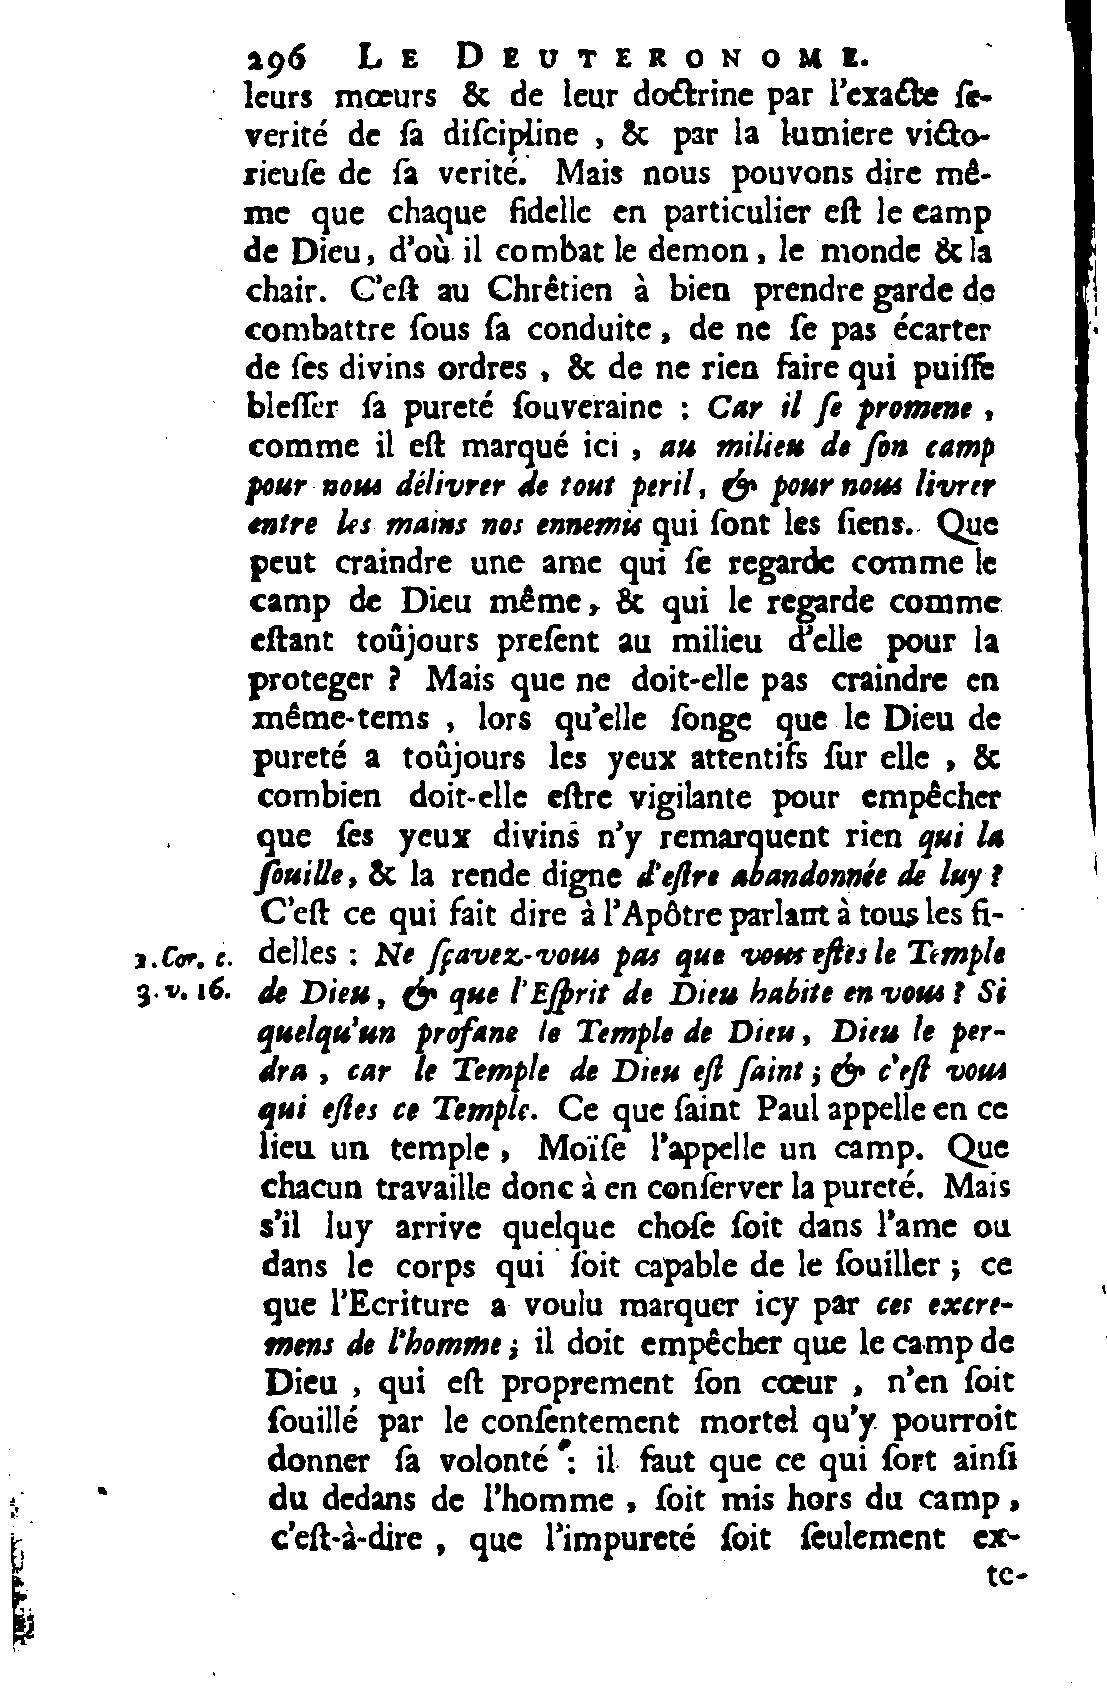 296 LE DEUTERONOME.
leurs mœurs & de leur doctrine par l'exacte ſe-
verité de ſa diſcipline , & par la lumiere victo-
rieuſe de ſa verité. Mais nous pouvons dire mê-
me que chaque fidelle en particulier eſt le camp
de Dieu, d'où il combat le demon, le monde & la
chair. C'eſt au Chrêtien à bien prendre garde de
combattre ſous ſa conduite, de ne ſe pas écarter
de ſes divins ordres , & de ne rien faire qui puiſſe
bleſſer ſa pureté ſouveraine : Car il ſe promene ,
comme il eſt marqué ici , au milieu de ſon camp
pour nous délivrer de tout peril, & pour nous livrer
entre les mains nos ennemis qui ſont les ſiens. Que
peut craindre une ame qui ſe regarde comme le
camp de Dieu même, & qui le regarde comme
eſtant toûjours preſent au milieu d'elle pour la
proteger ? Mais que ne doit-elle pas craindre en
même-tems , lors qu'elle ſonge que le Dieu de
pureté a toûjours les yeux attentifs ſur elle , &
combien doit-elle eſtre vigilante pour empêcher
que ſes yeux divins n'y remarquent rien qui la
ſouille, & la rende digne d'eſtre abandonnée de luy ?
C'eſt ce qui fait dire à l'Apôtre parlant à tous les fi-
1. Cor. c. delles : Ne ſçavez-vous pas que vous eſtes le Temple
3. v. 16. de Dieu, & que l'Eſprit de Dieu habite en vous ? Si
quelqu'un profane le Temple de Dieu, Dieu le per-
dra , car le Temple de Dieu eſt ſaint ; & c'eſt vous
qui eſtes ce Temple. Ce que ſaint Paul appelle en ce
lieu un temple , Moïſe l'appelle un camp. Que
chacun travaille donc à en conſerver la pureté. Mais
s'il luy arrive quelque choſe ſoit dans l'ame ou
dans le corps qui ſoit capable de le ſouiller ; ce
que l'Ecriture a voulu marquer icy par ces excre-
mens de l'homme ; il doit empêcher que le camp de
Dieu , qui eſt proprement ſon cœur , n'en ſoit
ſouillé par le conſentement mortel qu'y pourroit
donner ſa volonté : il faut que ce qui ſort ainſi
du dedans de l'homme , ſoit mis hors du camp ,
c'eſt-à-dire , que l'impureté ſoit ſeulement ex-
te-